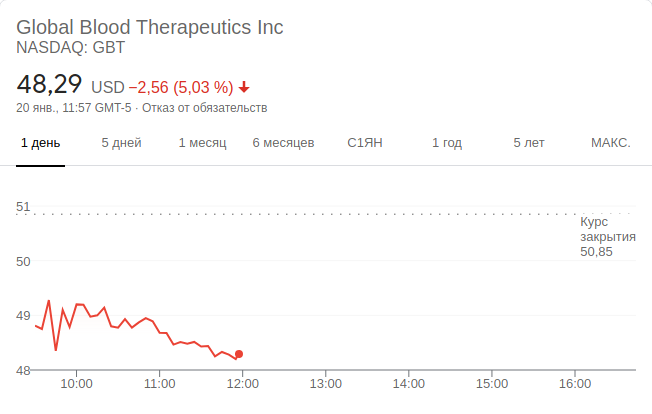 Global Blood Therapeutics Inc
NASDAQ: GBT
48,29 USD −2,56 (5,03 %)
20 янв., 11:57 GMT-5 · Отказ от обязательств
1 день 5 дней 1 месяц 6 месяцев С1ЯН 1 год 5 лет МАКС.
51
Курс
закрытия
50,85
50
49
48
10:00 11:00 12:00 13:00 14:00 15:00 16:00